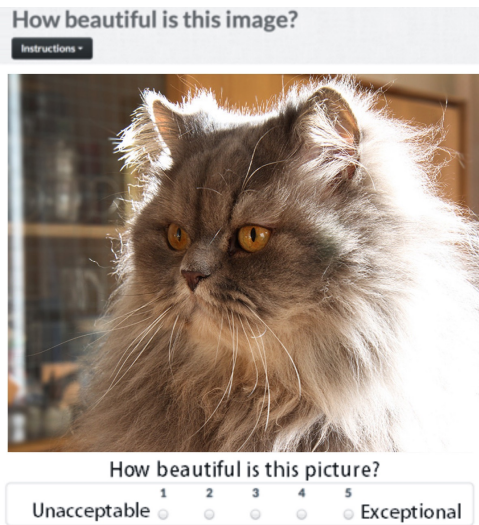 How beautiful is this image?
Instructions
How beautiful is this picture?
1 2 3 4 5
Unacceptable Exceptional